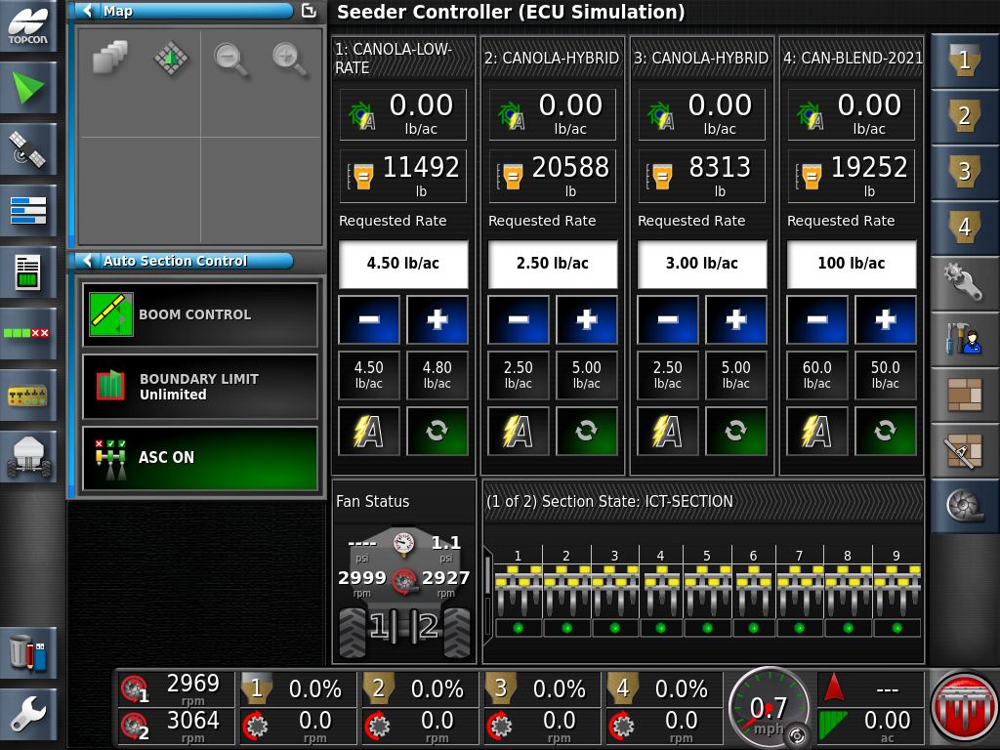 TOPCON
Map
Seeder Controller (ECU Simulation)
1: CANOLA-LOW-
RATE
2: CANOLA-HYBRID
3: CANOLA-HYBRID
4: CAN-BLEND-2021
0.00
lb/ac
0.00
lb/ac
0.00
lb/ac
0.00
lb/ac
11492
lb
20588
lb
8313
lb
19252
lb
Requested Rate
Requested Rate
Requested Rate
Requested Rate
4.50 lb/ac
2.50 lb/ac
3.00 lb/ac
100 lb/ac
4.50
lb/ac
4.80
lb/ac
2.50
lb/ac
5.00
lb/ac
2.50
lb/ac
5.00
lb/ac
60.0
lb/ac
50.0
lb/ac
A
A
A
A
1
2
3
4
Auto Section Control
BOOM CONTROL
BOUNDARY LIMIT
Unlimited
ASC ON
Fan Status
----
psi
1.1
psi
2999
rpm
2927
rpm
1
2
(1 of 2) Section State: ICT-SECTION
1 2 3 4 5 6 7 8 9
1
2969
rpm
2
3064
rpm
1
0.0%
0.0
rpm
2
0.0%
0.0
rpm
3
0.0%
0.0
rpm
4
0.0%
0.0
rpm
0.7
mph
---
0.00
ac